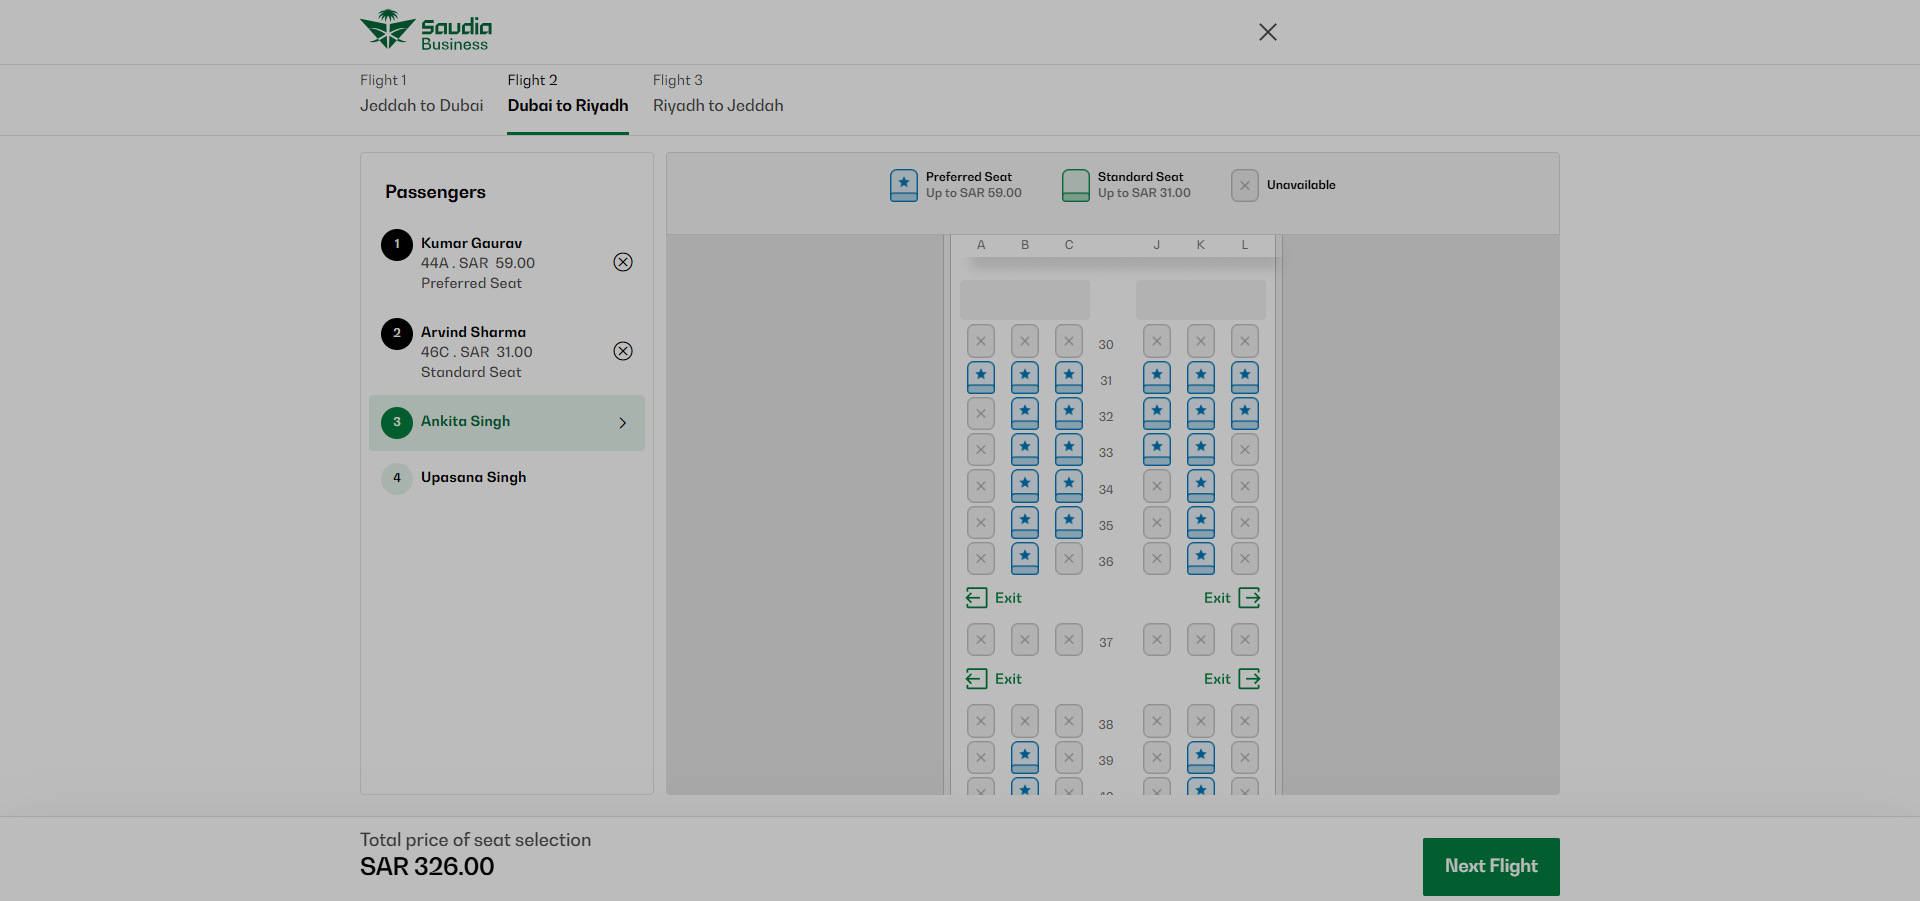 Saudia
Business
Flight 1
Jeddah to Dubai
Flight 2
Dubai to Riyadh
Flight 3
Riyadh to Jeddah
Passengers
1
Kumar Gaurav
44A . SAR 59.00
Preferred Seat
2
Arvind Sharma
46C . SAR 31.00
Standard Seat
3
Ankita Singh
4
Upasana Singh
Preferred Seat
Up to SAR 59.00
Standard Seat
Up to SAR 31.00
Unavailable
A B C J K L
30
31
32
33
34
35
36
Exit Exit
37
Exit Exit
38
39
Total price of seat selection
SAR 326.00
Next Flight